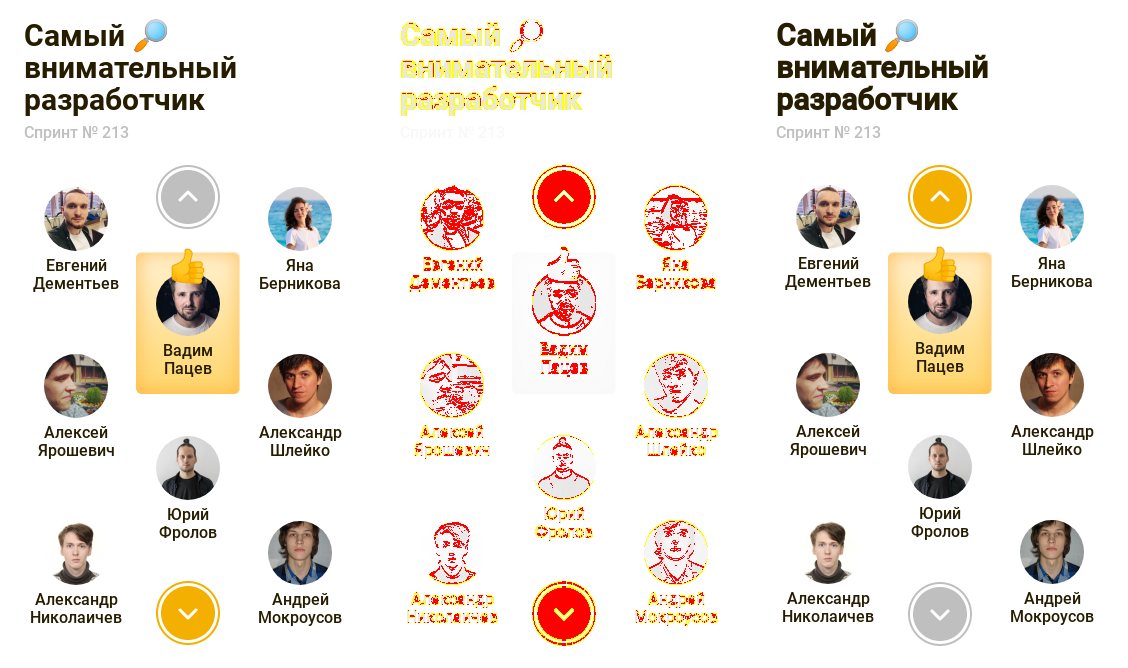 Самый
внимательный
разработчик
Спринт № 213
Евгений
Дементьев
Яна
Берникова
Вадим
Пацев
Алексей
Ярошевич
Александр
Шлейко
Юрий
Фролов
Александр
Николаичев
Андрей
Мокроусов
Самый
внимательный
разработчик
Спринт № 213
Евгений
Дементьев
Яна
Берникова
Вадим
Пацев
Алексей
Ярошевич
Александр
Шлейко
Юрий
Фролов
Александр
Николаичев
Андрей
Мокроусов
Самый
внимательный
разработчик
Спринт № 213
Евгений
Дементьев
Яна
Берникова
Вадим
Пацев
Алексей
Ярошевич
Александр
Шлейко
Юрий
Фролов
Александр
Николаичев
Андрей
Мокроусов